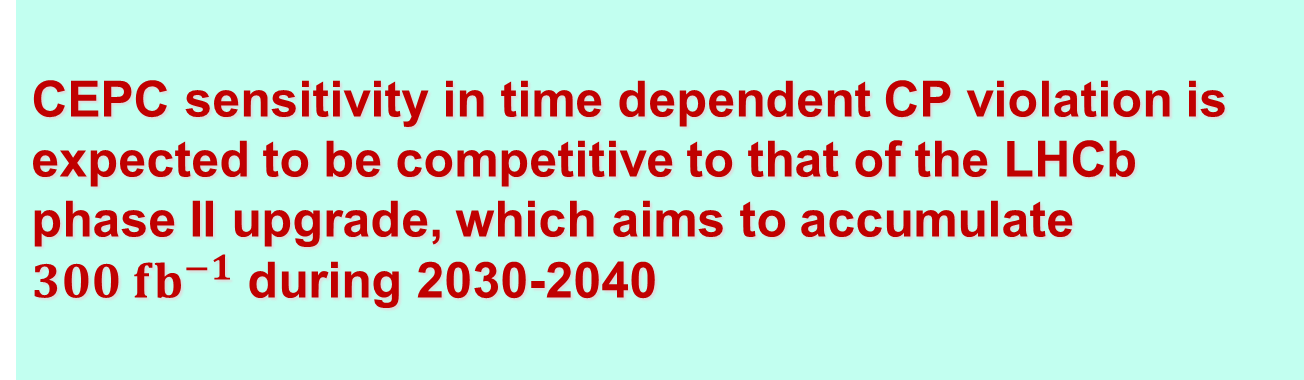 CEPC sensitivity in time dependent CP violation is
expected to be competitive to that of the LHCb
phase II upgrade, which aims to accumulate
300 fb⁻¹ during 2030-2040